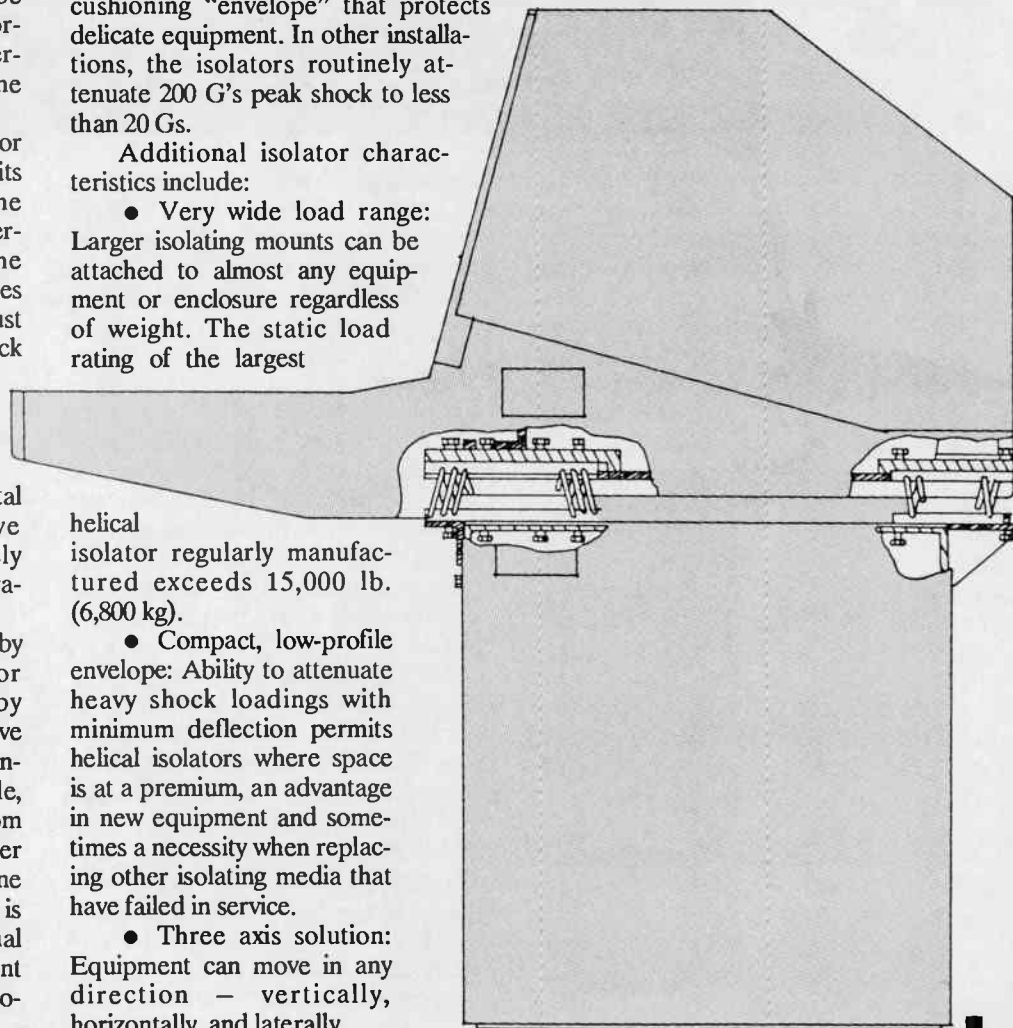 cushioning “envelope” that protects
delicate equipment. In other installa-
tions, the isolators routinely at-
tenuate 200 G's peak shock to less
than 20 Gs.
Additional isolator charac-
teristics include:
● Very wide load range:
Larger isolating mounts can be
attached to almost any equip-
ment or enclosure regardless
of weight. The static load
rating of the largest
helical
isolator regularly manufac-
tured exceeds 15,000 lb.
(6,800 kg).
● Compact, low-profile
envelope: Ability to attenuate
heavy shock loadings with
minimum deflection permits
helical isolators where space
is at a premium, an advantage
in new equipment and some-
times a necessity when replac-
ing other isolating media that
have failed in service.
● Three axis solution:
Equipment can move in any
direction – vertically,
horizontally, and laterally